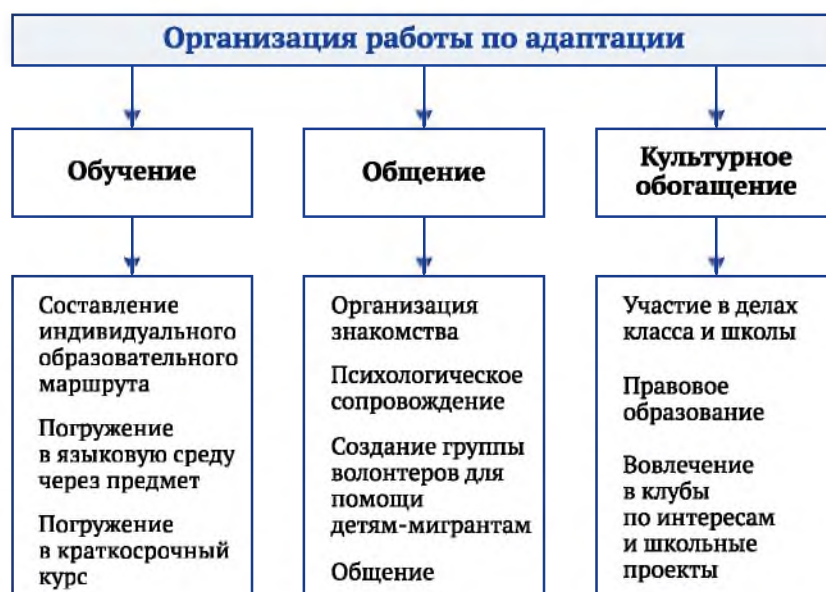 Организация работы по адаптации
Обучение
Общение
Культурное
обогащение
Составление
индивидуального
образовательного
маршрута
Погружение
в языковую среду
через предмет
Погружение
в краткосрочный
курс
Организация
знакомства
Психологическое
сопровождение
Создание группы
волонтеров для
помощи
детям-мигрантам
Общение
Участие в делах
класса и школы
Правовое
образование
Вовлечение
в клубы
по интересам
и школьные
проекты